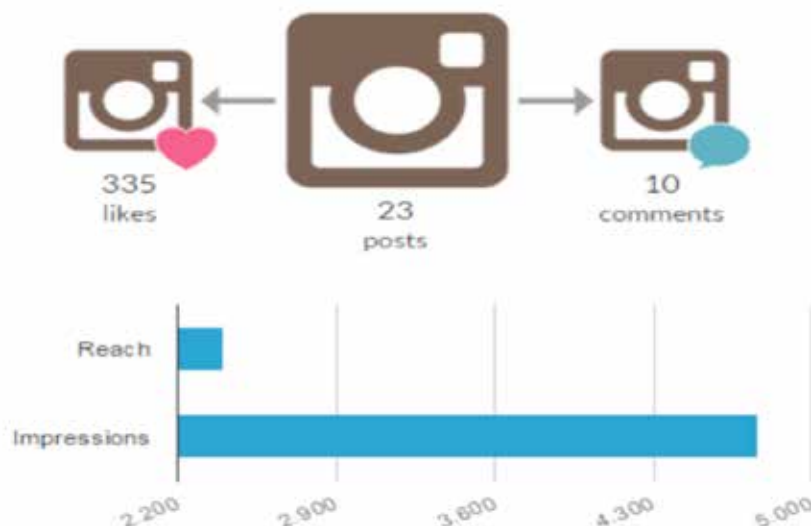 335
likes
23
posts
10
comments
Reach
Impressions
2.200
2.900
3.600
4.300
5.000